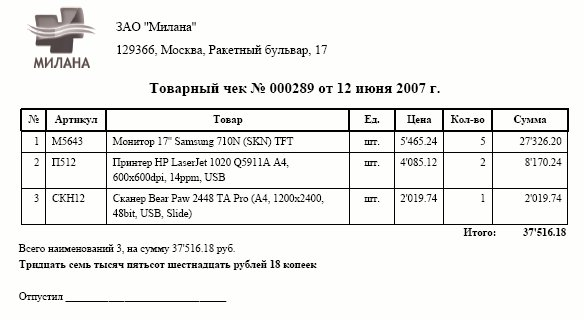 МИЛАНА
ЗАО "Милана"
129366, Москва, Ракетный бульвар, 17
Товарный чек № 000289 от 12 июня 2007 г.
№ Артикул Товар Ед. Цена Кол-во Сумма
1 М5643 Монитор 17" Samsung 710N (SKN) TFT шт. 5'465.24 5 27'326.20
2 П512 Принтер HP LaserJet 1020 Q5911A A4, шт. 4'085.12 2 8'170.24
600x600dpi, 14ppm, USB
3 СКН12 Сканер Bear Paw 2448 TA Pro (A4, 1200x2400, шт. 2'019.74 1 2'019.74
48bit, USB, Slide)
Итого: 37'516.18
Всего наименований 3, на сумму 37'516.18 руб.
Тридцать семь тысяч пятьсот шестнадцать рублей 18 копеек
Отпустил